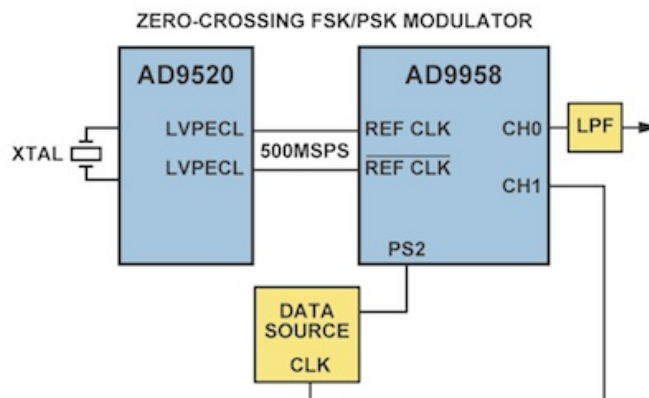 ZERO-CROSSING FSK/PSK MODULATOR
AD9520
AD9958
LVPECL
REF CLK
CH0
LPF
XTAL
500MSPS
LVPECL
REF CLK
CH1
PS2
DATA
SOURCE
CLK